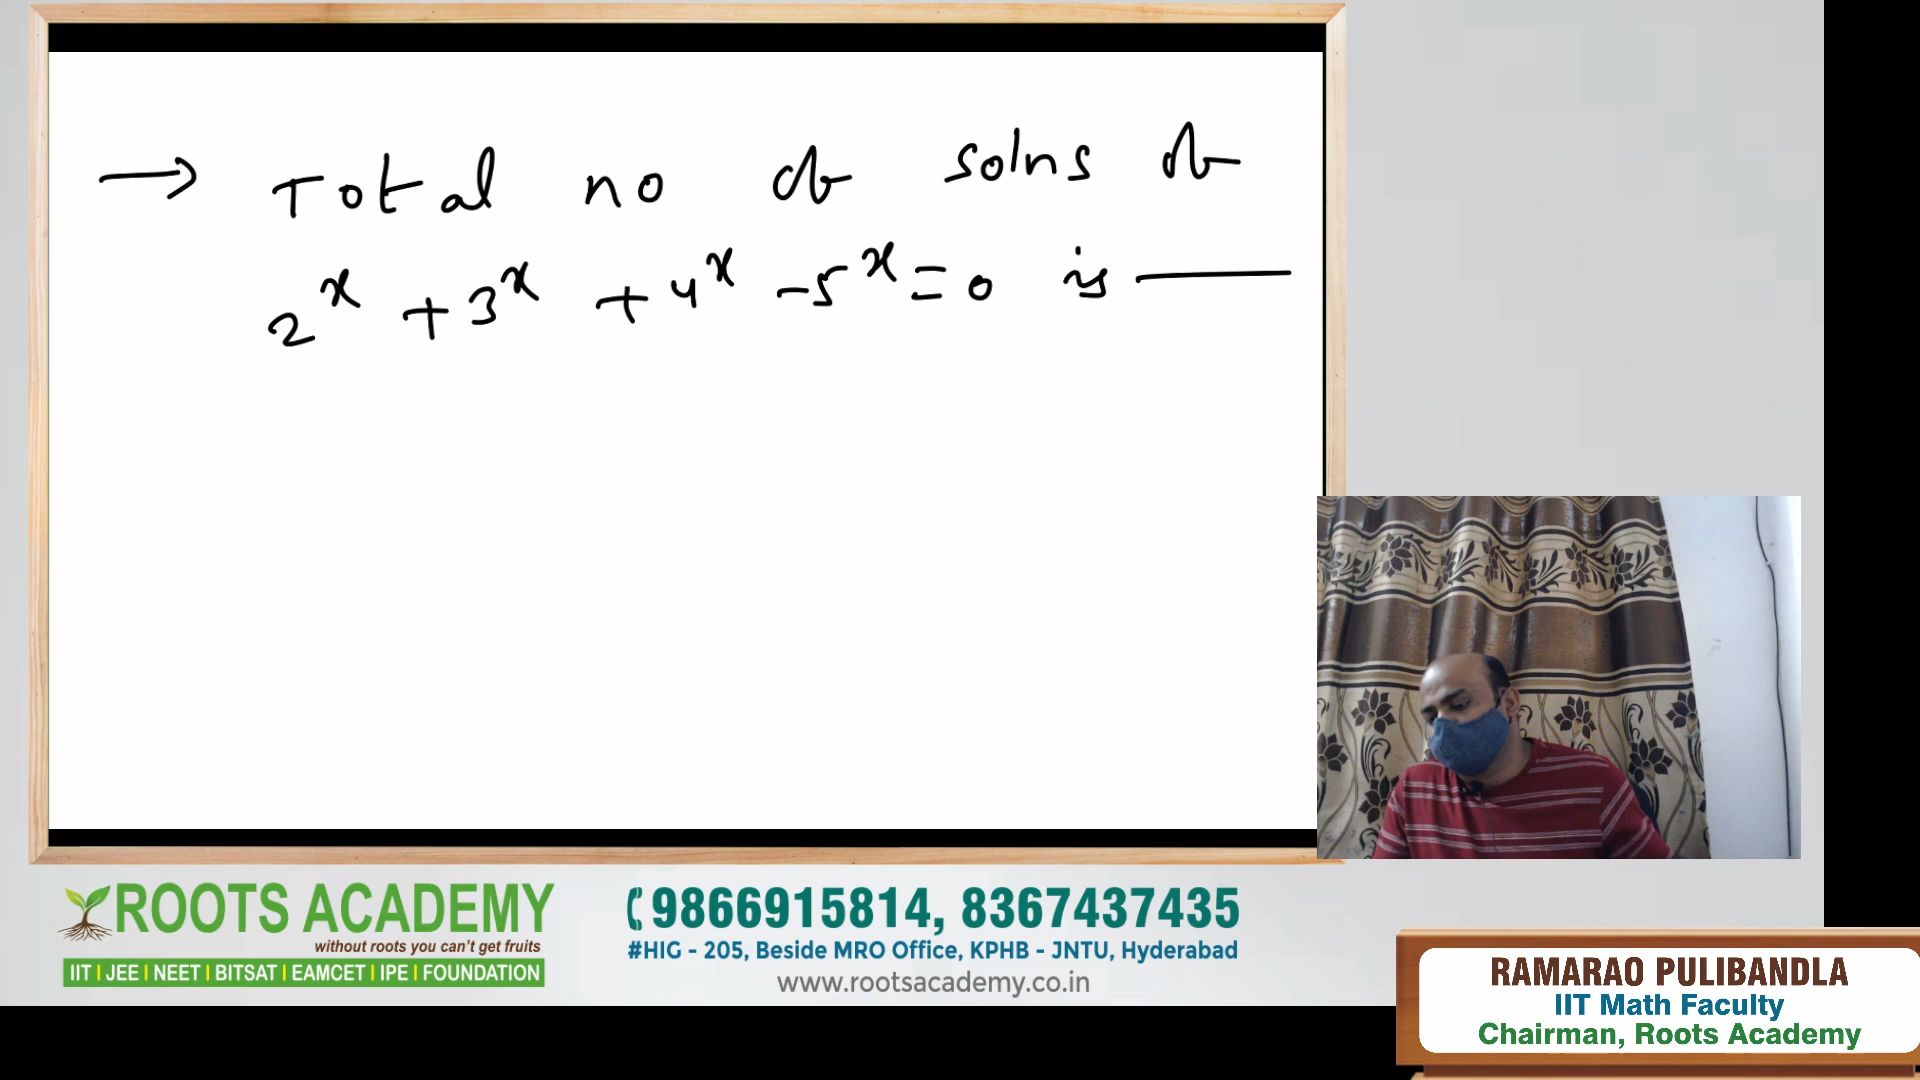 → Total no of solns of
2^x + 3^x + 4^x - 5^x = 0 is ———
ROOTS ACADEMY
without roots you can't get fruits
IIT | JEE | NEET | BITSAT | EAMCET | IPE | FOUNDATION
9866915814, 8367437435
#HIG - 205, Beside MRO Office, KPHB - JNTU, Hyderabad
www.rootsacademy.co.in
RAMARAO PULIBANDLA
IIT Math Faculty
Chairman, Roots Academy